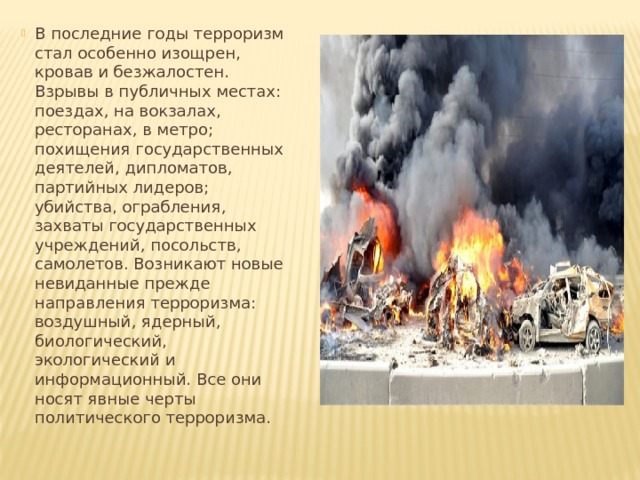 В последние годы терроризм
стал особенно изощрен,
кровав и безжалостен.
Взрывы в публичных местах:
поездах, на вокзалах,
ресторанах, в метро;
похищения государственных
деятелей, дипломатов,
партийных лидеров;
убийства, ограбления,
захваты государственных
учреждений, посольств,
самолетов. Возникают новые
невиданные прежде
направления терроризма:
воздушный, ядерный,
биологический,
экологический и
информационный. Все они
носят явные черты
политического терроризма.